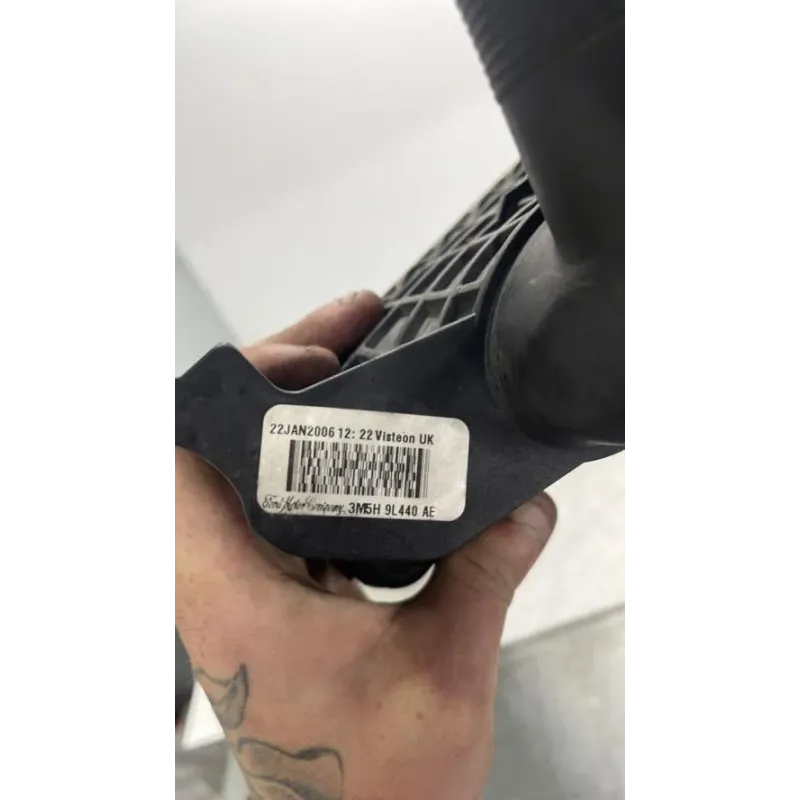 22JAN2006 12: 22 Visteon UK
Ford Motor Company, 3M5H 9L440 AE